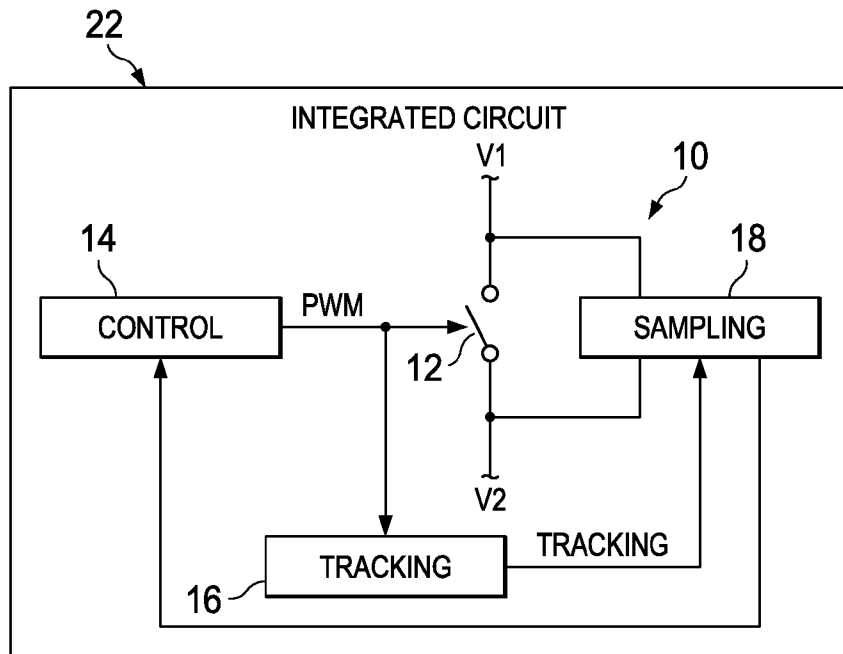 22
INTEGRATED CIRCUIT
V1
10
14
18
CONTROL
PWM
SAMPLING
12
V2
TRACKING
TRACKING
16